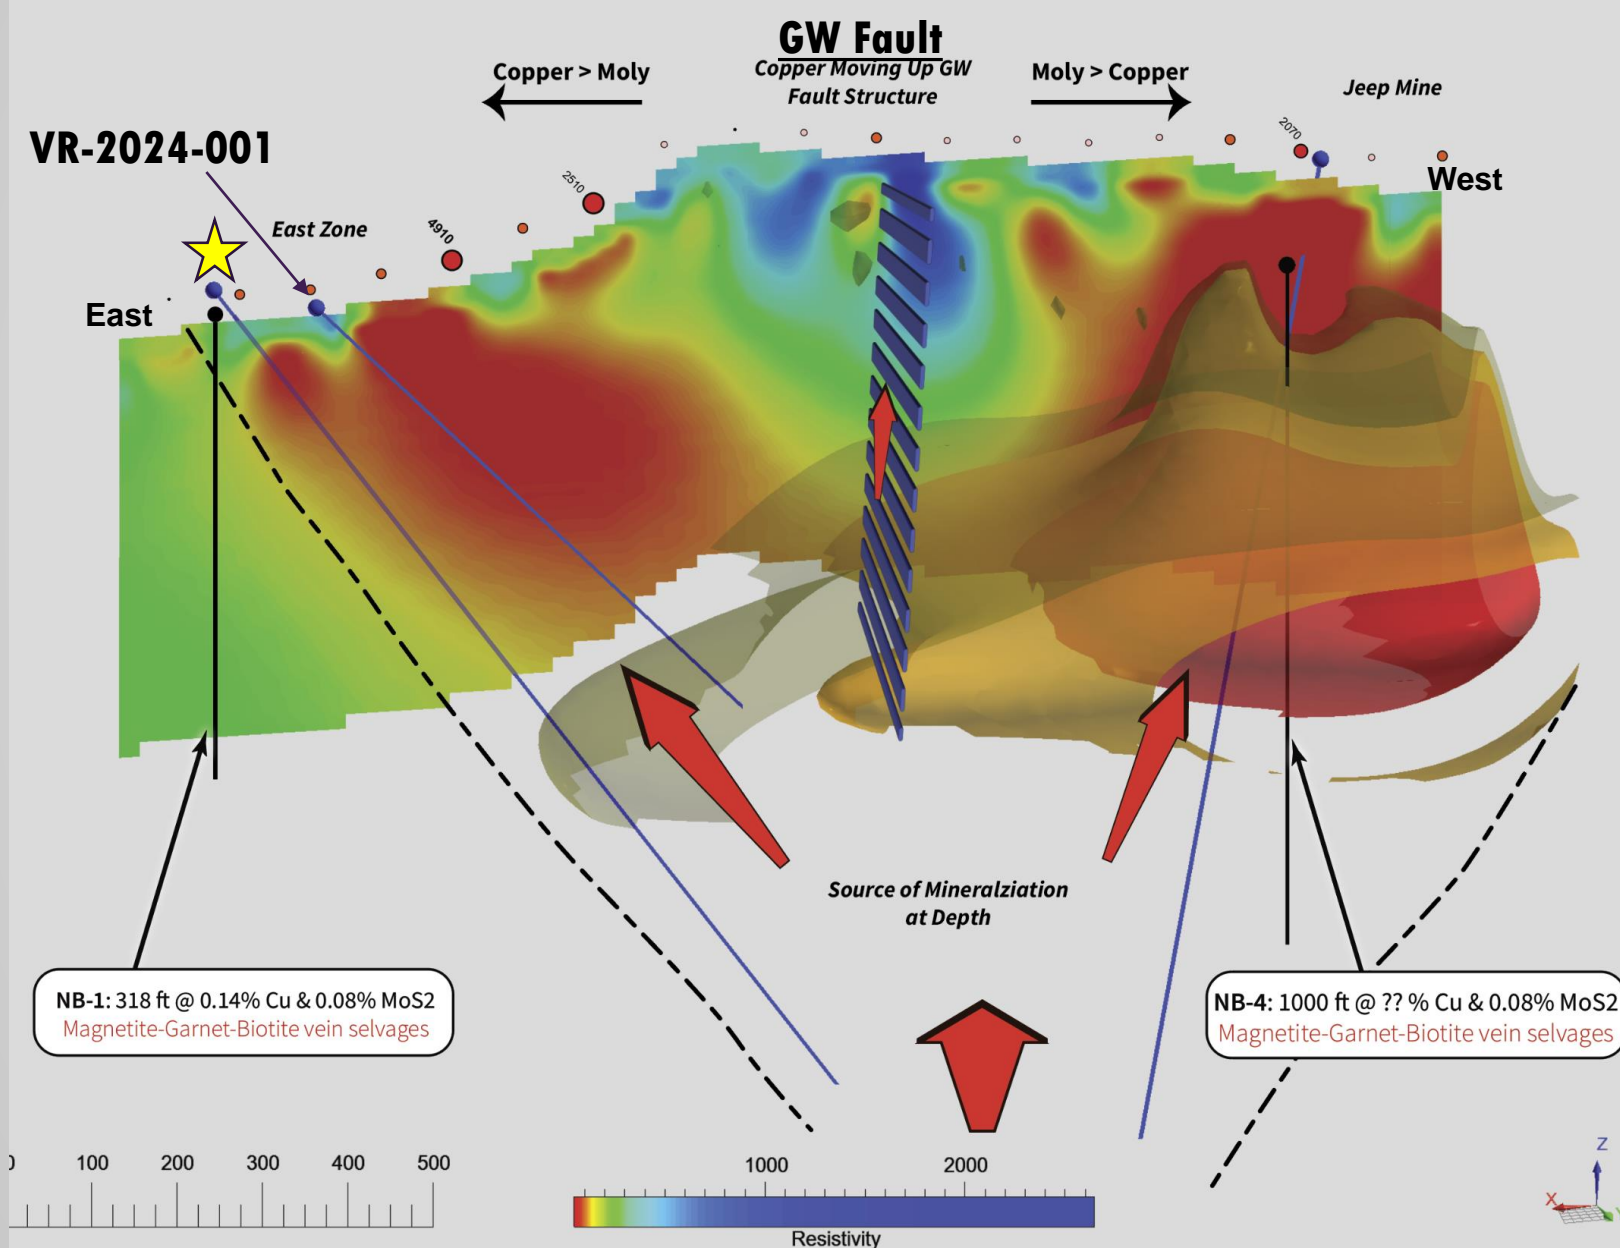 GW Fault
Copper > Moly
Copper Moving Up GW
Fault Structure
Moly > Copper
Jeep Mine
VR-2024-001
2070
2510
West
East Zone
4910
East
Source of Mineralziation
at Depth
NB-1: 318 ft @ 0.14% Cu & 0.08% MoS2
Magnetite-Garnet-Biotite vein selvages
NB-4: 1000 ft @ ?? % Cu & 0.08% MoS2
Magnetite-Garnet-Biotite vein selvages
0 100 200 300 400 500
1000 2000
Resistivity
Z
X